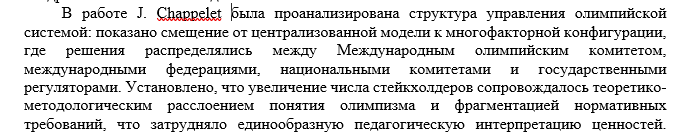 В работе J. Chappelet была проанализирована структура управления олимпийской
системой: показано смещение от централизованной модели к многофакторной конфигурации,
где решения распределялись между Международным олимпийским комитетом,
международными федерациями, национальными комитетами и государственными
регуляторами. Установлено, что увеличение числа стейкхолдеров сопровождалось теоретико-
методологическим расслоением понятия олимпизма и фрагментацией нормативных
требований, что затрудняло единообразную педагогическую интерпретацию ценностей.